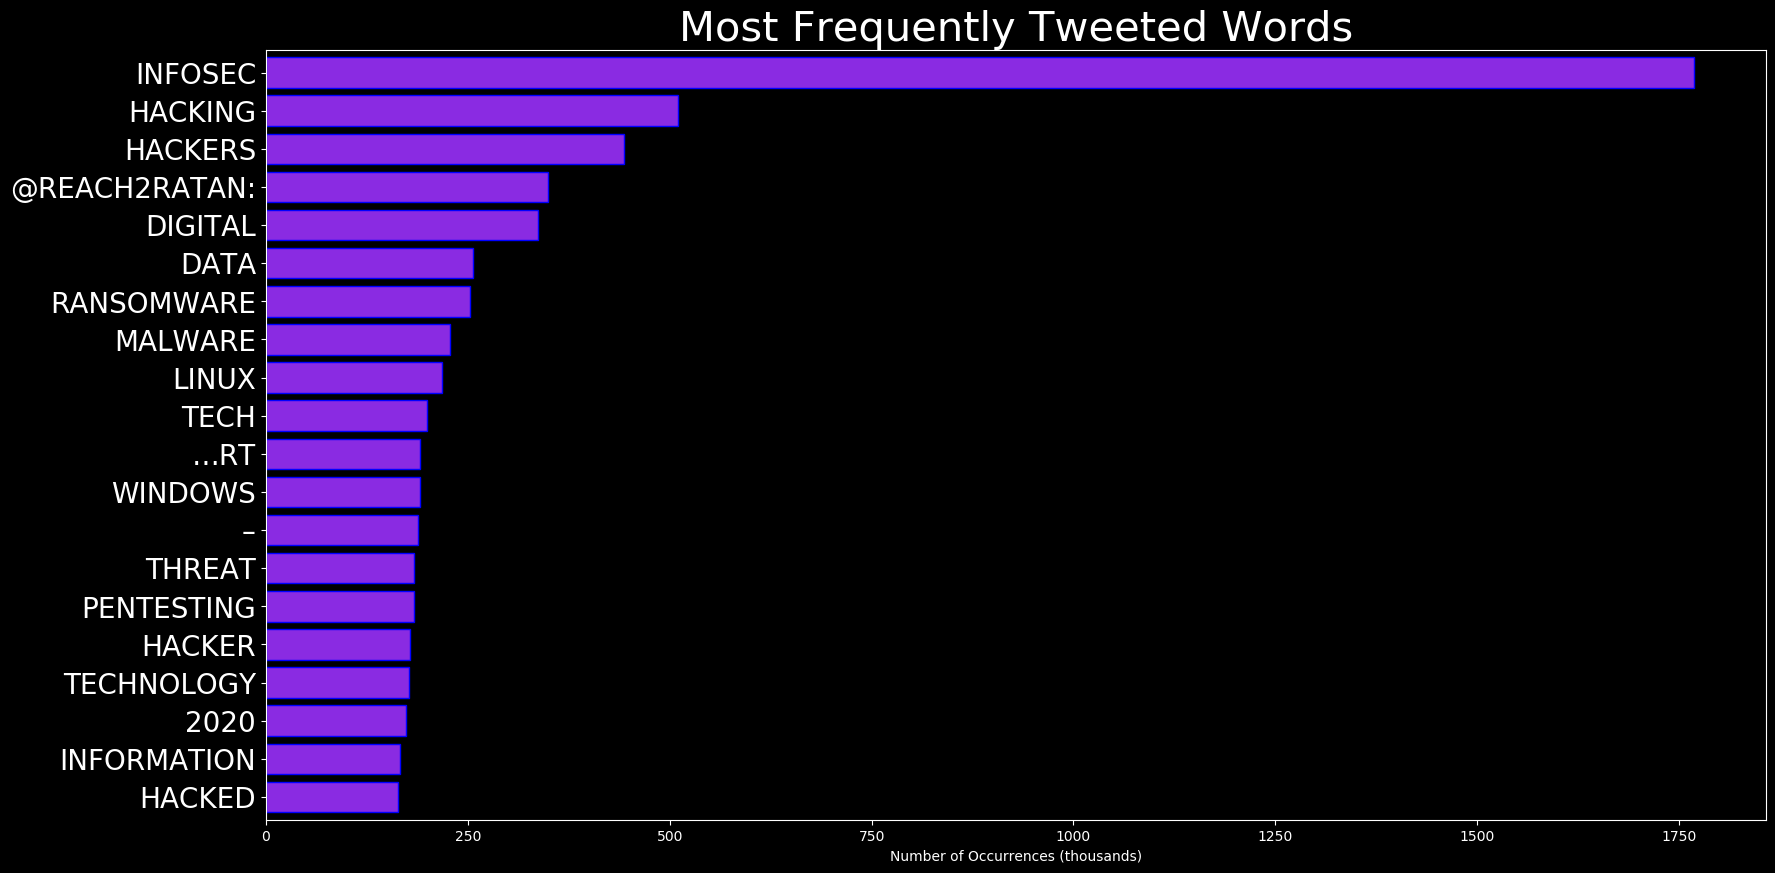 Most Frequently Tweeted Words
INFOSEC
HACKING
HACKERS
@REACH2RATAN:
DIGITAL
DATA
RANSOMWARE
MALWARE
LINUX
TECH
…RT
WINDOWS
–
THREAT
PENTESTING
HACKER
TECHNOLOGY
2020
INFORMATION
HACKED
0 250 500 750 1000 1250 1500 1750
Number of Occurrences (thousands)